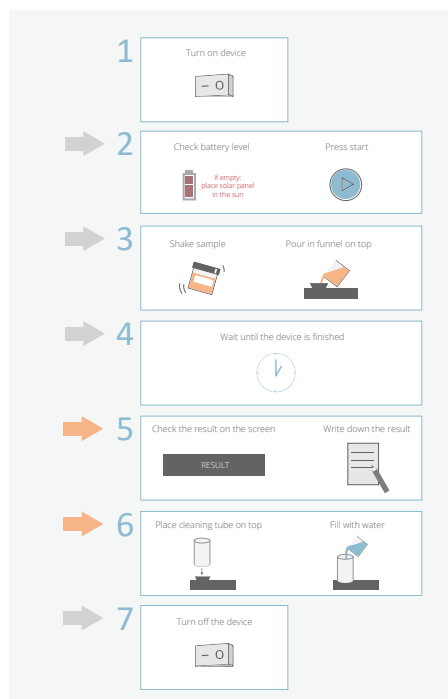 1
Turn on device
– O
2
Check battery level
Press start
If empty:
place solar panel
in the sun
3
Shake sample
Pour in funnel on top
4
Wait until the device is finished
5
Check the result on the screen
Write down the result
RESULT
6
Place cleaning tube on top
Fill with water
7
Turn off the device
– O